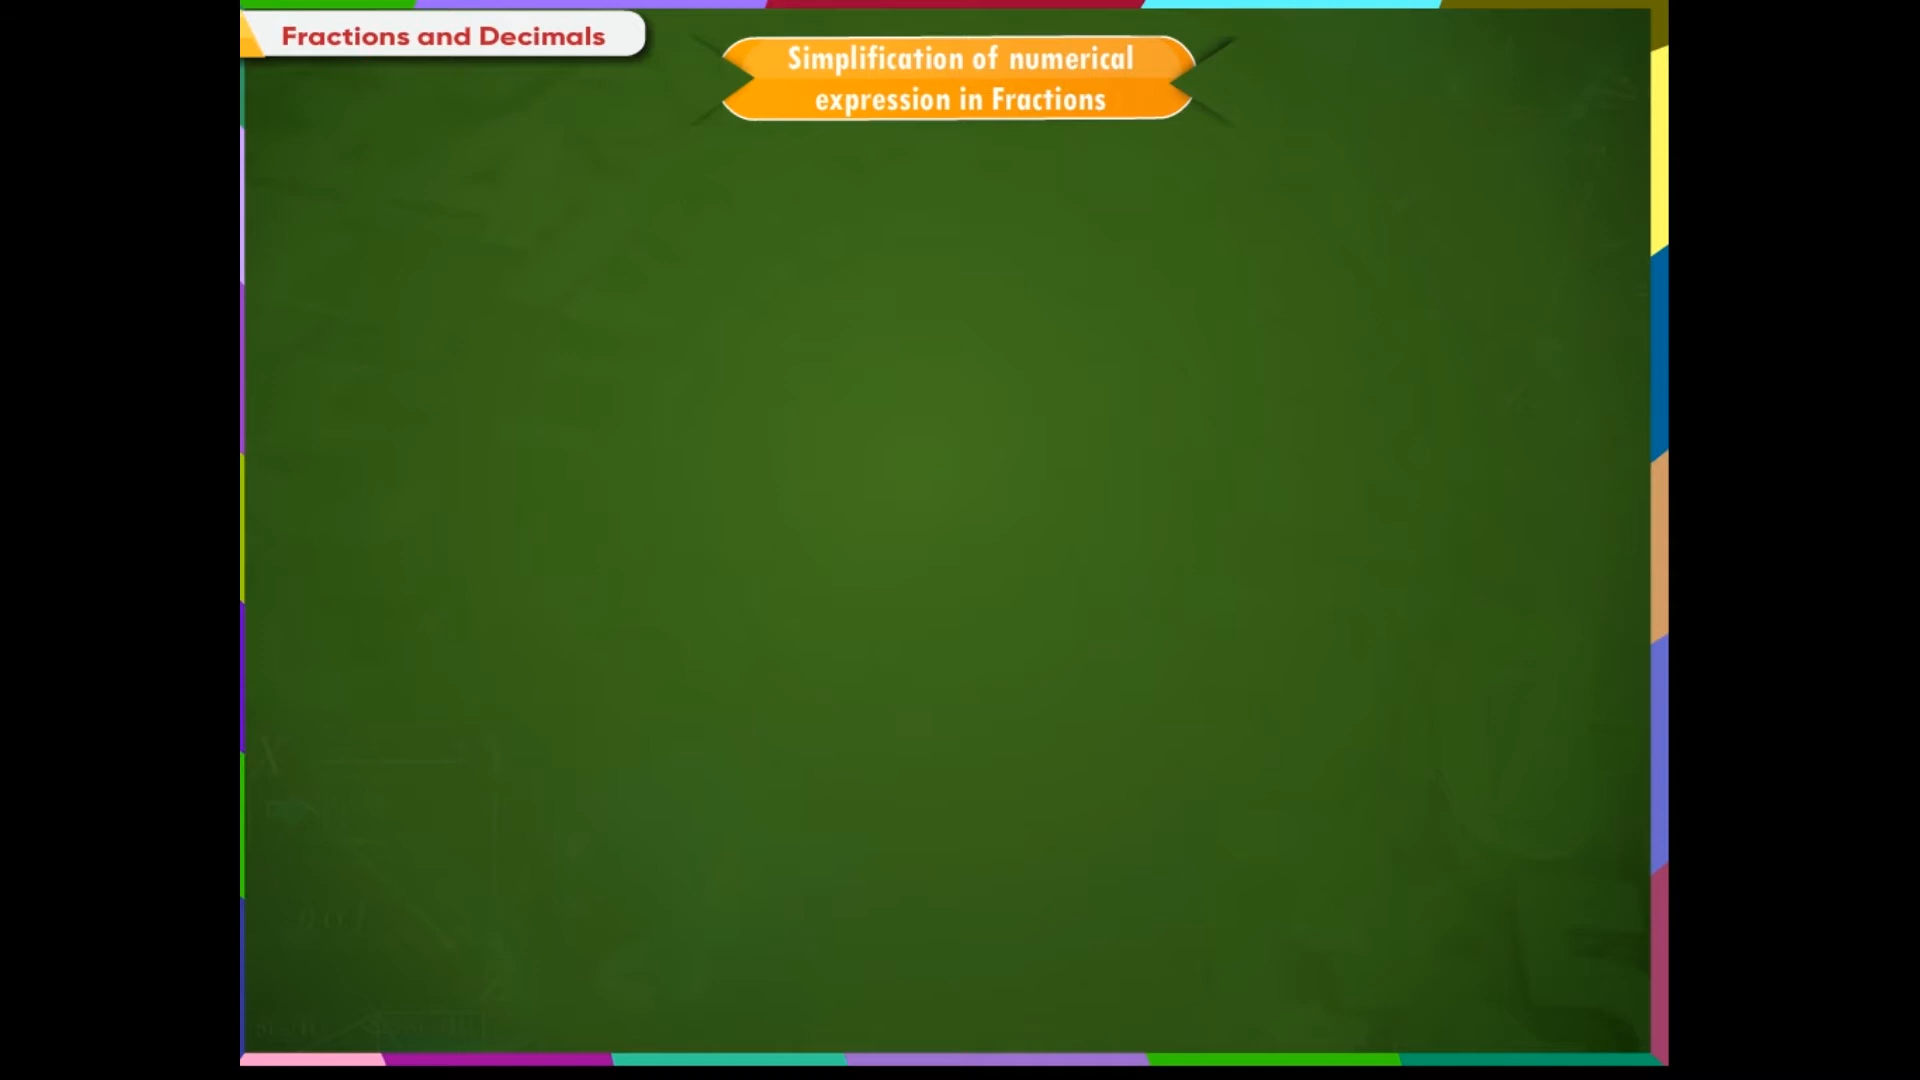 Fractions and Decimals
Simplification of numerical
expression in Fractions